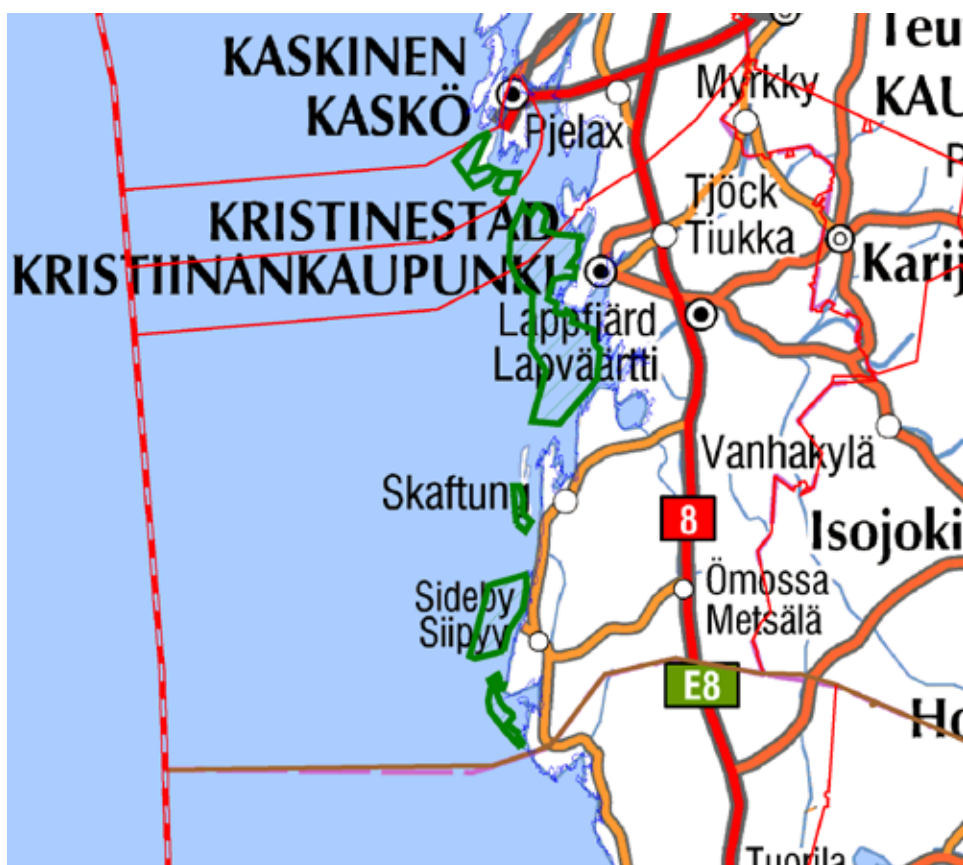 Teu
KASKINEN
KASKÖ
Myrkky
KAU
Pjelax
P
KRISTINESTAD
Tjöck
Tiukka
KRISTIINANKAUPUNKI
Karij
Lappfjärd
Lapväärtti
Vanhakylä
Skaftung
8
Isojoki
Sideby
Siipyy
Ömossa
Metsälä
E8
Ho
Tuorila